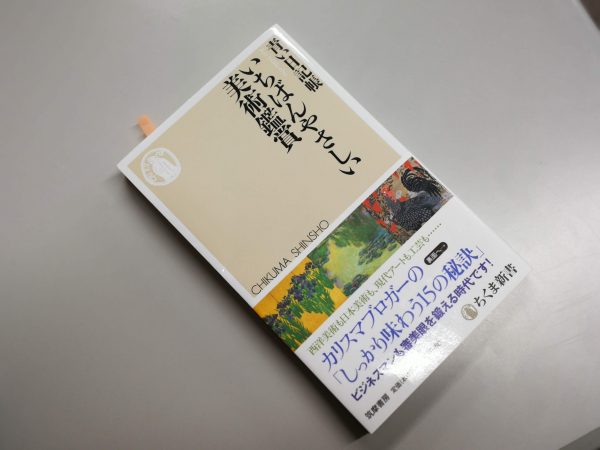 青い日記帳
いちばんやさしい
美術鑑賞
CHIKUMA SHINSHO
西洋美術も日本美術も、現代アートも工芸も……
カリスマブロガーの
「しっかり味わう15の秘訣」
ビジネスマンも審美眼を鍛える時代です!
筑摩書房
定価
ちくま新書